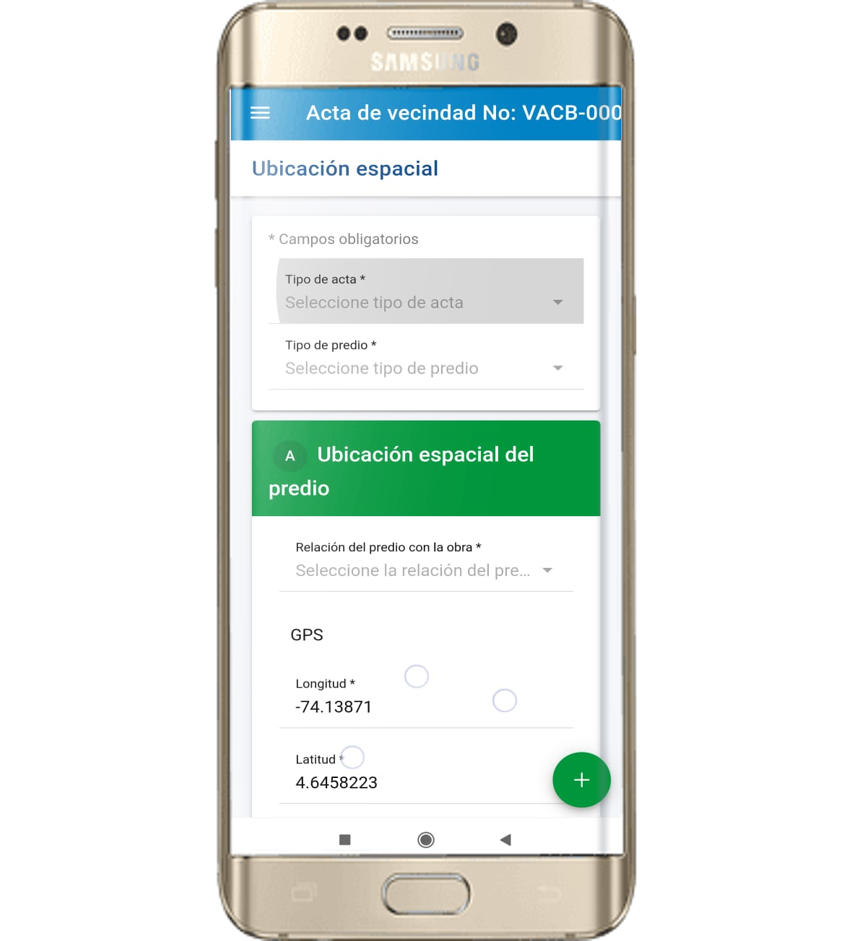 SAMSUNG
Acta de vecindad No: VACB-000
Ubicación espacial
* Campos obligatorios
Tipo de acta *
Seleccione tipo de acta
Tipo de predio *
Seleccione tipo de predio
A Ubicación espacial del
predio
Relación del predio con la obra *
Seleccione la relación del pre...
GPS
Longitud *
-74.13871
Latitud *
4.6458223
+